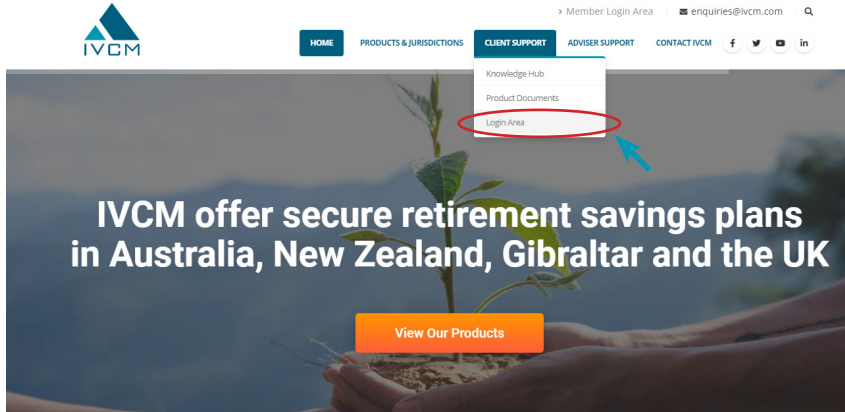 > Member Login Area
enquiries@ivcm.com
IVCM
HOME
PRODUCTS & JURISDICTIONS
CLIENT SUPPORT
ADVISER SUPPORT
CONTACT IVCM
Knowledge Hub
Product Documents
Login Area
IVCM offer secure retirement savings plans
in Australia, New Zealand, Gibraltar and the UK
View Our Products